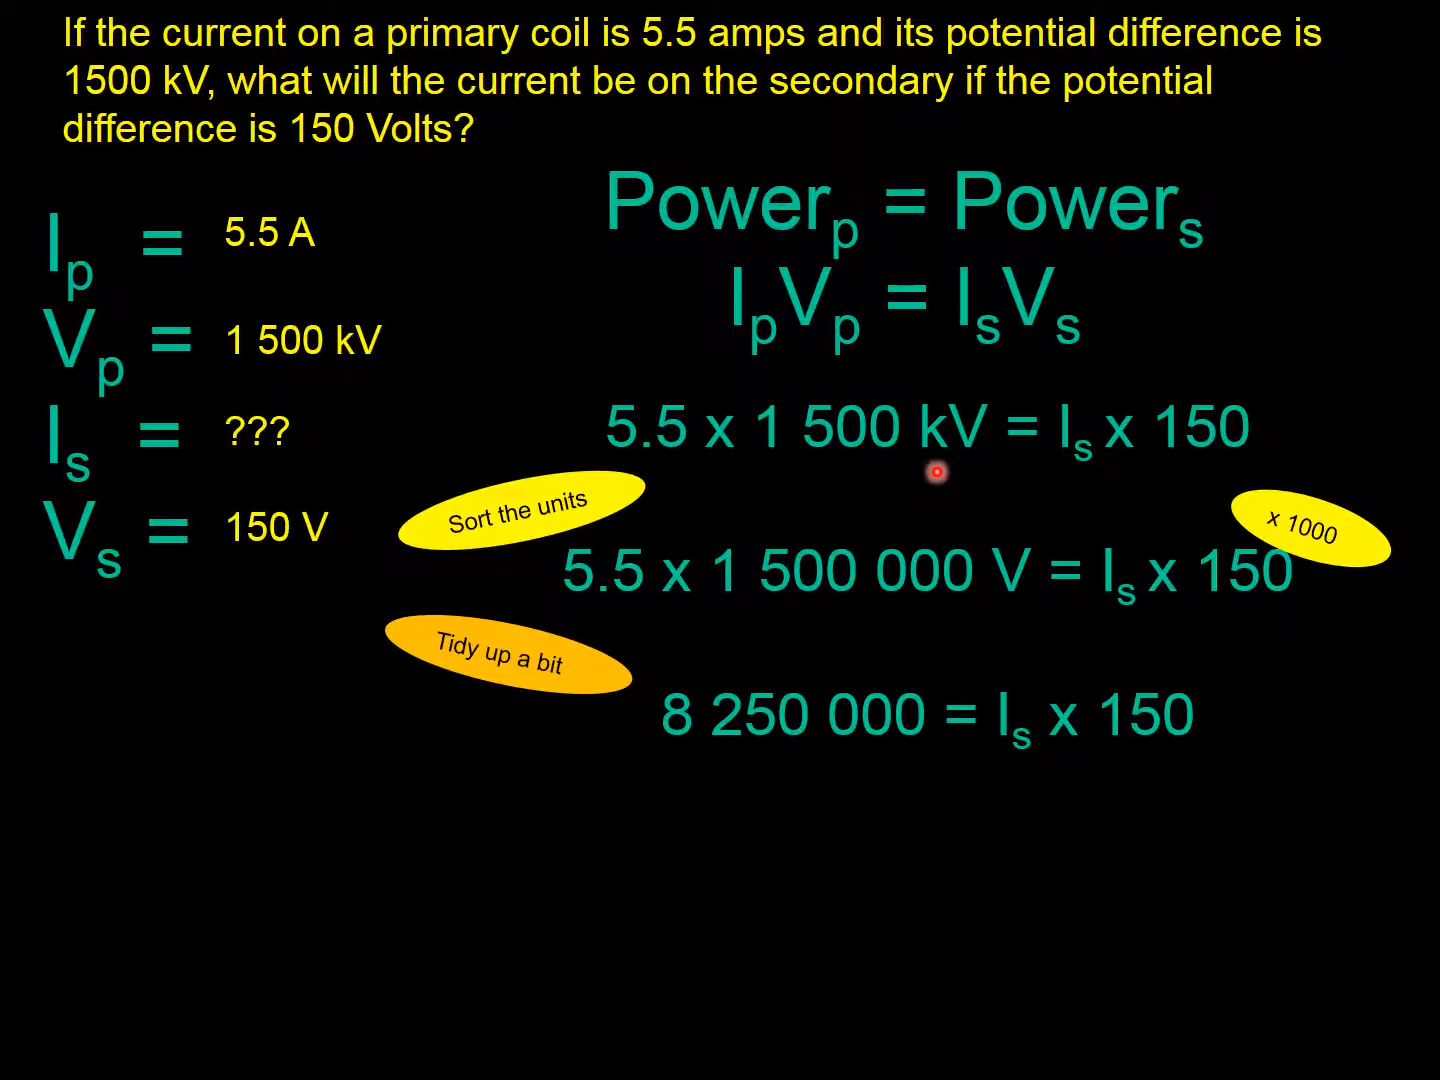 If the current on a primary coil is 5.5 amps and its potential difference is
1500 kV, what will the current be on the secondary if the potential
difference is 150 Volts?
Powerp = Powers
Ip = 5.5 A
IpVp = IsVs
Vp = 1 500 kV
5.5 x 1 500 kV = Is x 150
Is = ???
Sort the units
x 1000
Vs = 150 V
5.5 x 1 500 000 V = Is x 150
Tidy up a bit
8 250 000 = Is x 150